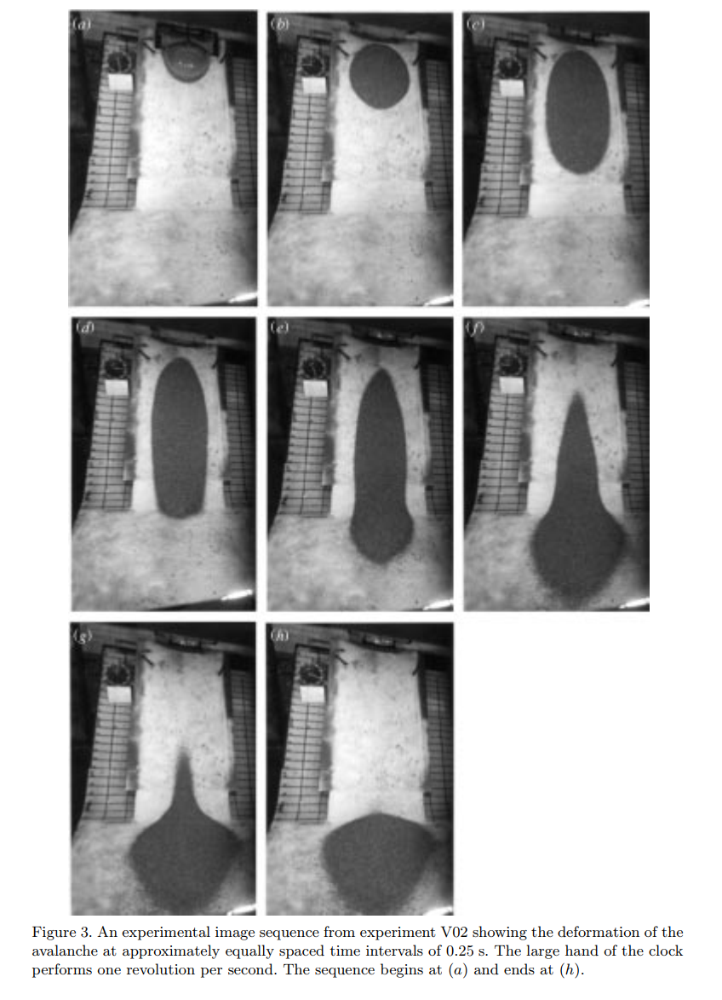 (a)
(b)
(c)
(d)
(e)
(f)
(g)
(h)
Figure 3. An experimental image sequence from experiment V02 showing the deformation of the
avalanche at approximately equally spaced time intervals of 0.25 s. The large hand of the clock
performs one revolution per second. The sequence begins at (a) and ends at (h).